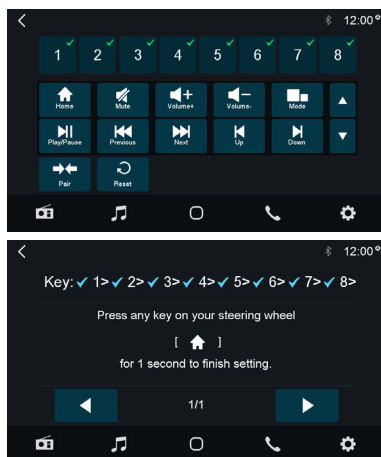 12:00
1 2 3 4 5 6 7 8
Home Mute Volume+ Volume- Mode
Play/Pause Previous Next Up Down
Pair Reset
12:00
Key: 1> 2> 3> 4> 5> 6> 7> 8>
Press any key on your steering wheel
[ ]
for 1 second to finish setting.
1/1